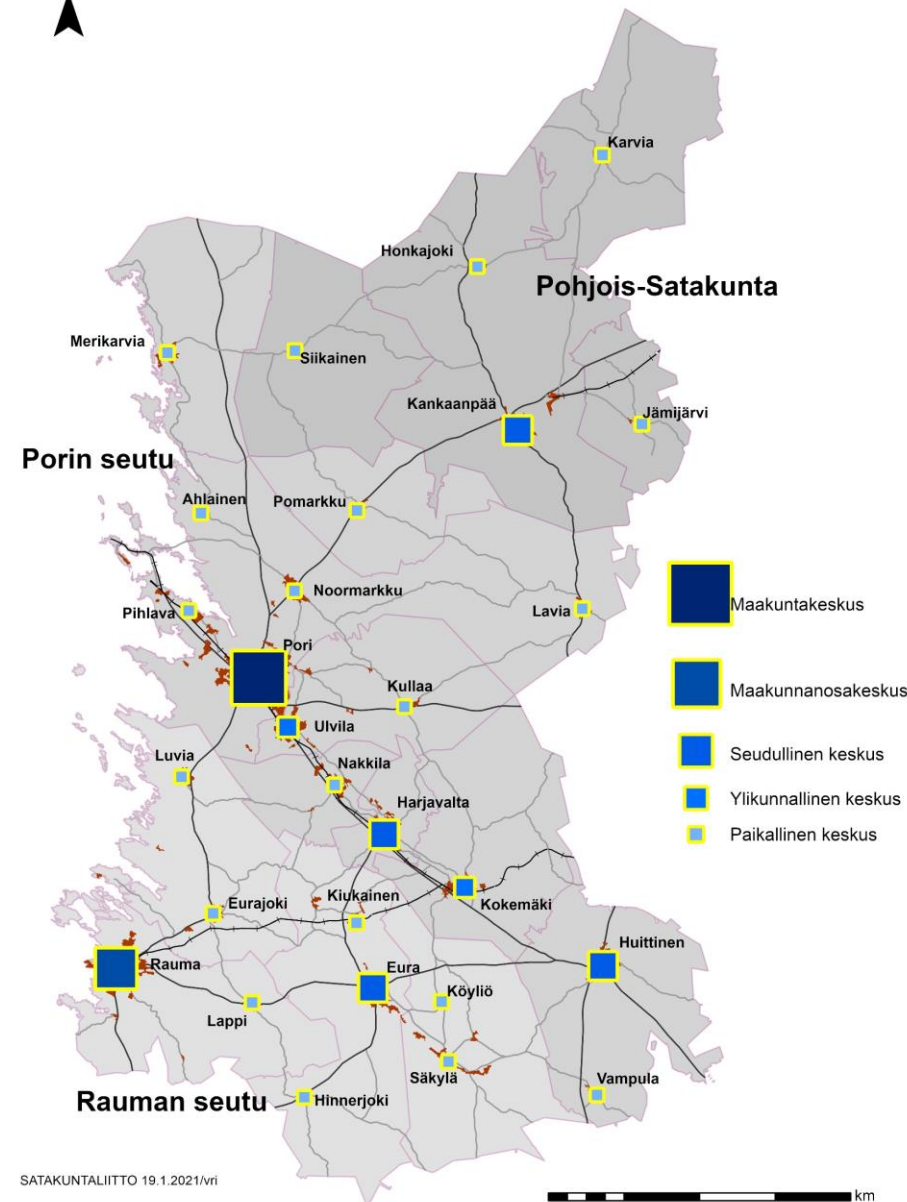 Karvia
Honkajoki
Pohjois-Satakunta
Merikarvia
Siikainen
Kankaanpää
Jämijärvi
Porin seutu
Ahlainen
Pomarkku
Noormarkku
Pihlava
Lavia
Maakuntakeskus
Pori
Kullaa
Maakunnanosakeskus
Ulvila
Luvia
Seudullinen keskus
Nakkila
Harjavalta
Ylikunnallinen keskus
Paikallinen keskus
Eurajoki
Kiukainen
Kokemäki
Huittinen
Rauma
Eura
Köyliö
Lappi
Säkylä
Vampula
Rauman seutu
Hinnerjoki
SATAKUNTALIITTO 19.1.2021/vri
km